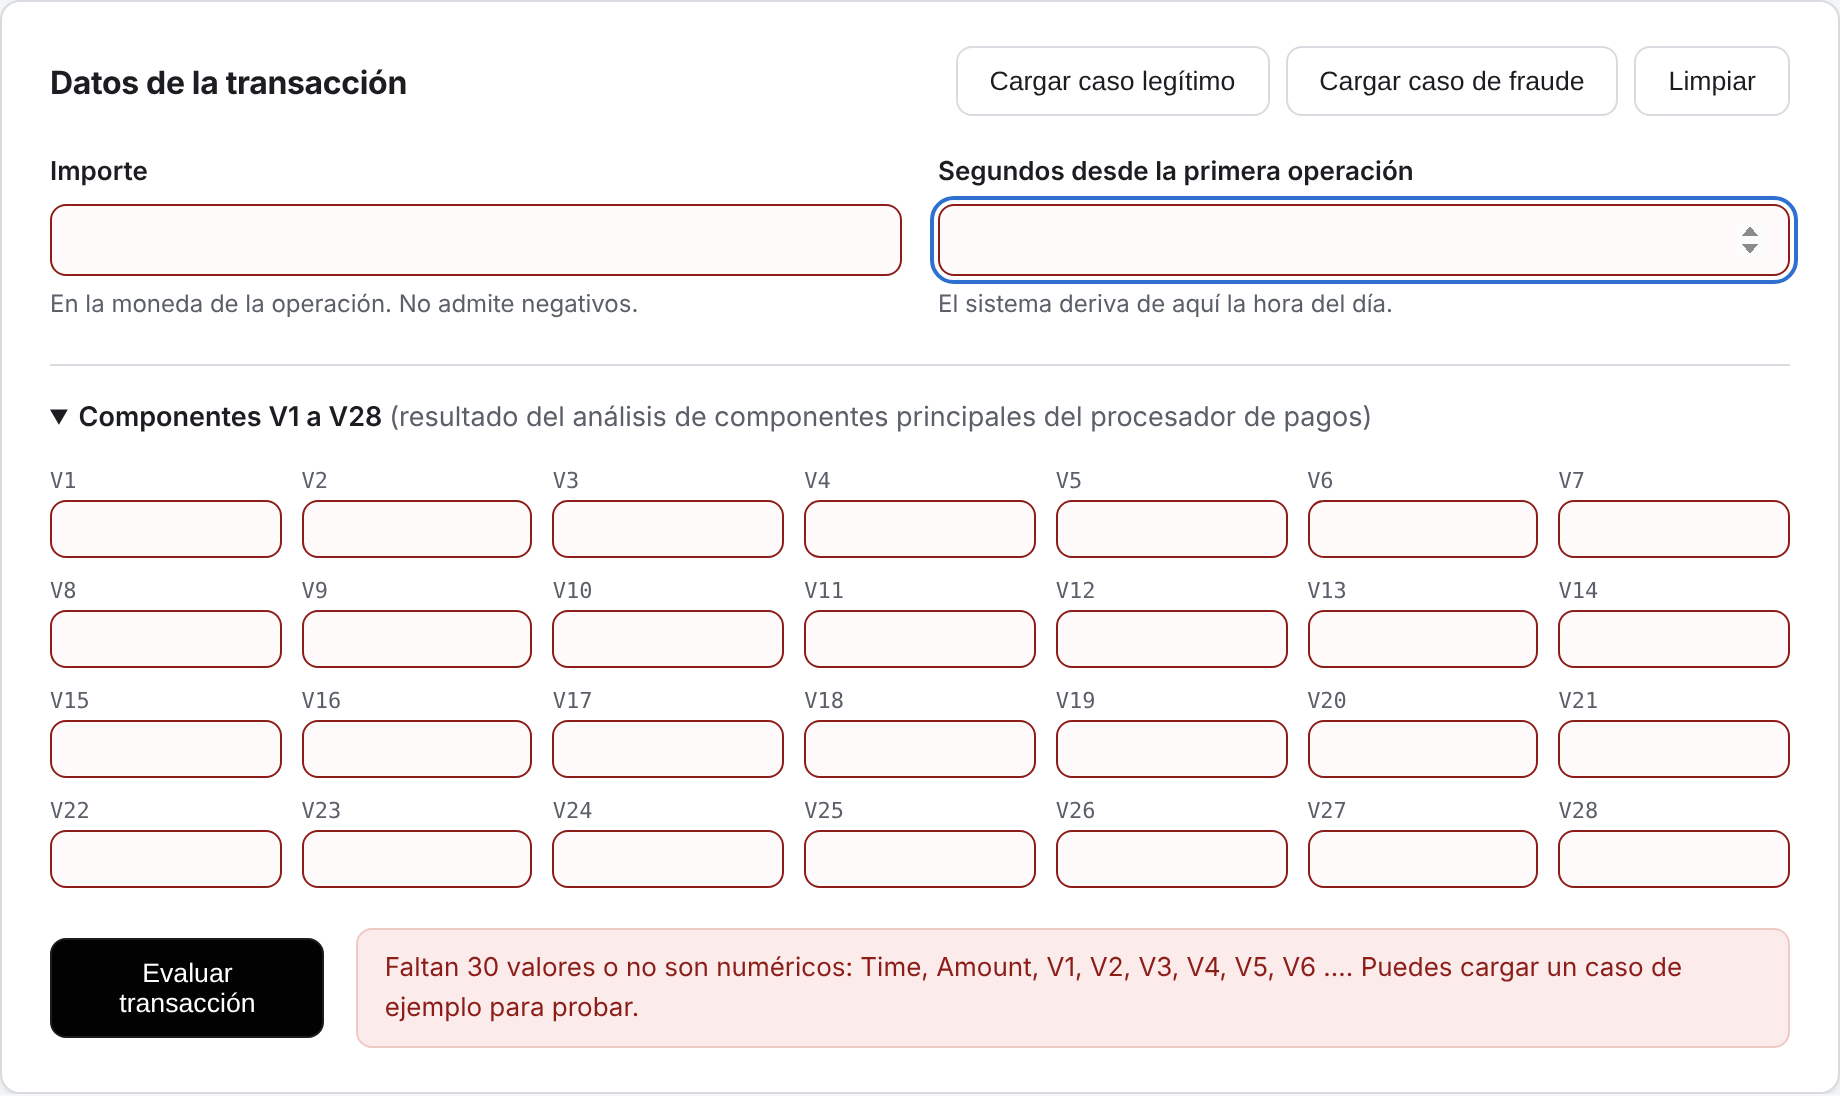 Datos de la transacción
Cargar caso legítimo
Cargar caso de fraude
Limpiar
Importe
Segundos desde la primera operación
En la moneda de la operación. No admite negativos.
El sistema deriva de aquí la hora del día.
▼ Componentes V1 a V28 (resultado del análisis de componentes principales del procesador de pagos)
V1 V2 V3 V4 V5 V6 V7
V8 V9 V10 V11 V12 V13 V14
V15 V16 V17 V18 V19 V20 V21
V22 V23 V24 V25 V26 V27 V28
Evaluar
transacción
Faltan 30 valores o no son numéricos: Time, Amount, V1, V2, V3, V4, V5, V6 .... Puedes cargar un caso de
ejemplo para probar.